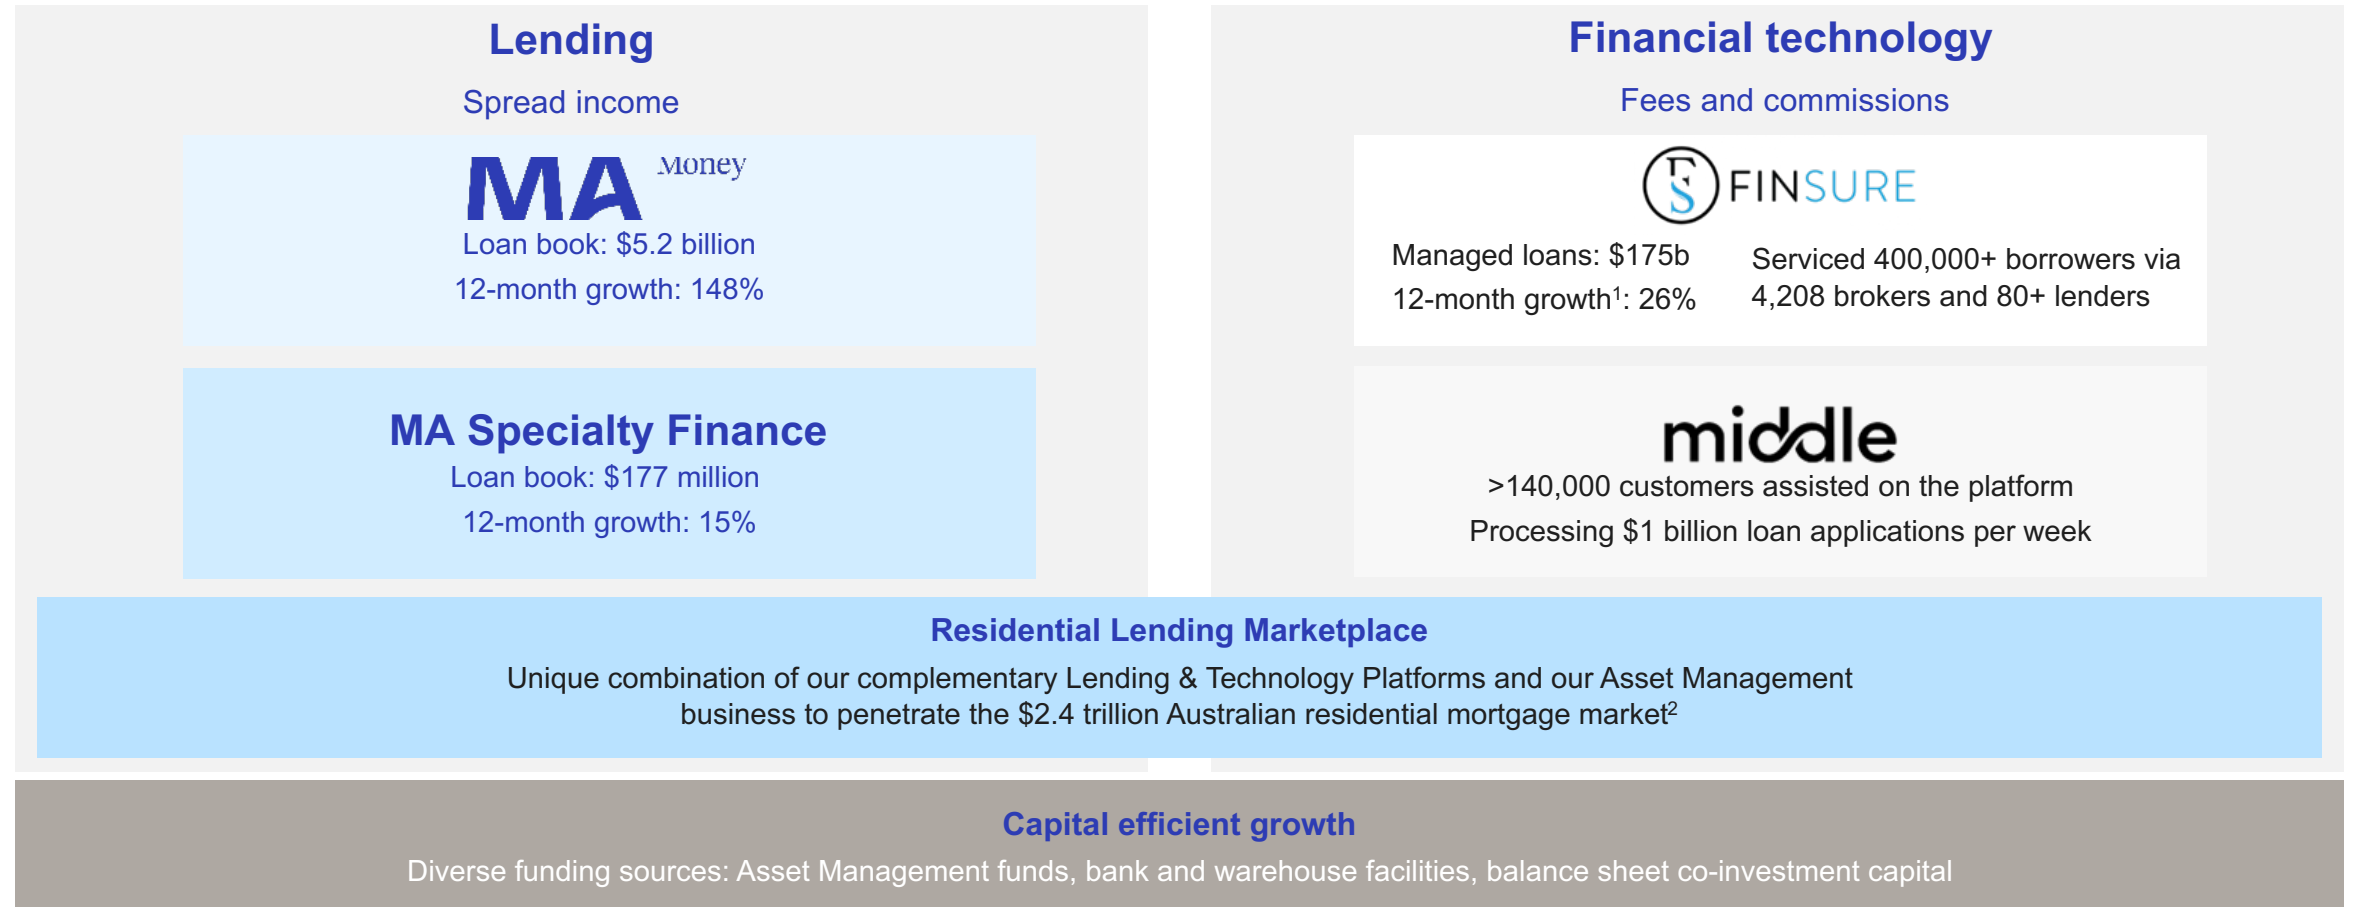 Lending
Spread income
MA Money
Loan book: $5.2 billion
12-month growth: 148%
MA Specialty Finance
Loan book: $177 million
12-month growth: 15%
Financial technology
Fees and commissions
FS FINSURE
Managed loans: $175b
12-month growth¹: 26%
Serviced 400,000+ borrowers via
4,208 brokers and 80+ lenders
middle
>140,000 customers assisted on the platform
Processing $1 billion loan applications per week
Residential Lending Marketplace
Unique combination of our complementary Lending & Technology Platforms and our Asset Management
business to penetrate the $2.4 trillion Australian residential mortgage market²
Capital efficient growth
Diverse funding sources: Asset Management funds, bank and warehouse facilities, balance sheet co-investment capital